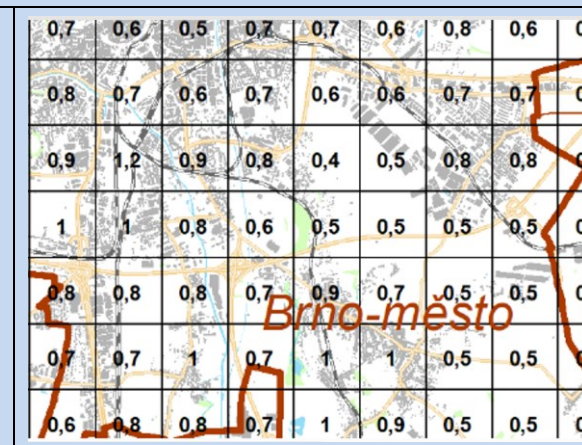 0,7 0,6 0,5 0,7 0,7 0,6 0,8 0,6
0,8 0,7 0,6 0,7 0,6 0,6 0,7 0,7
0,9 1,2 0,9 0,8 0,4 0,5 0,8 0,8
1 1 0,8 0,6 0,5 0,5 0,5 0,5
0,8 0,8 0,8 0,7 0,9 0,7 0,5 0,5
Brno-město
0,7 0,7 1 0,7 1 1 0,5 0,5
0,6 0,8 0,8 0,7 1 0,9 0,5 0,5